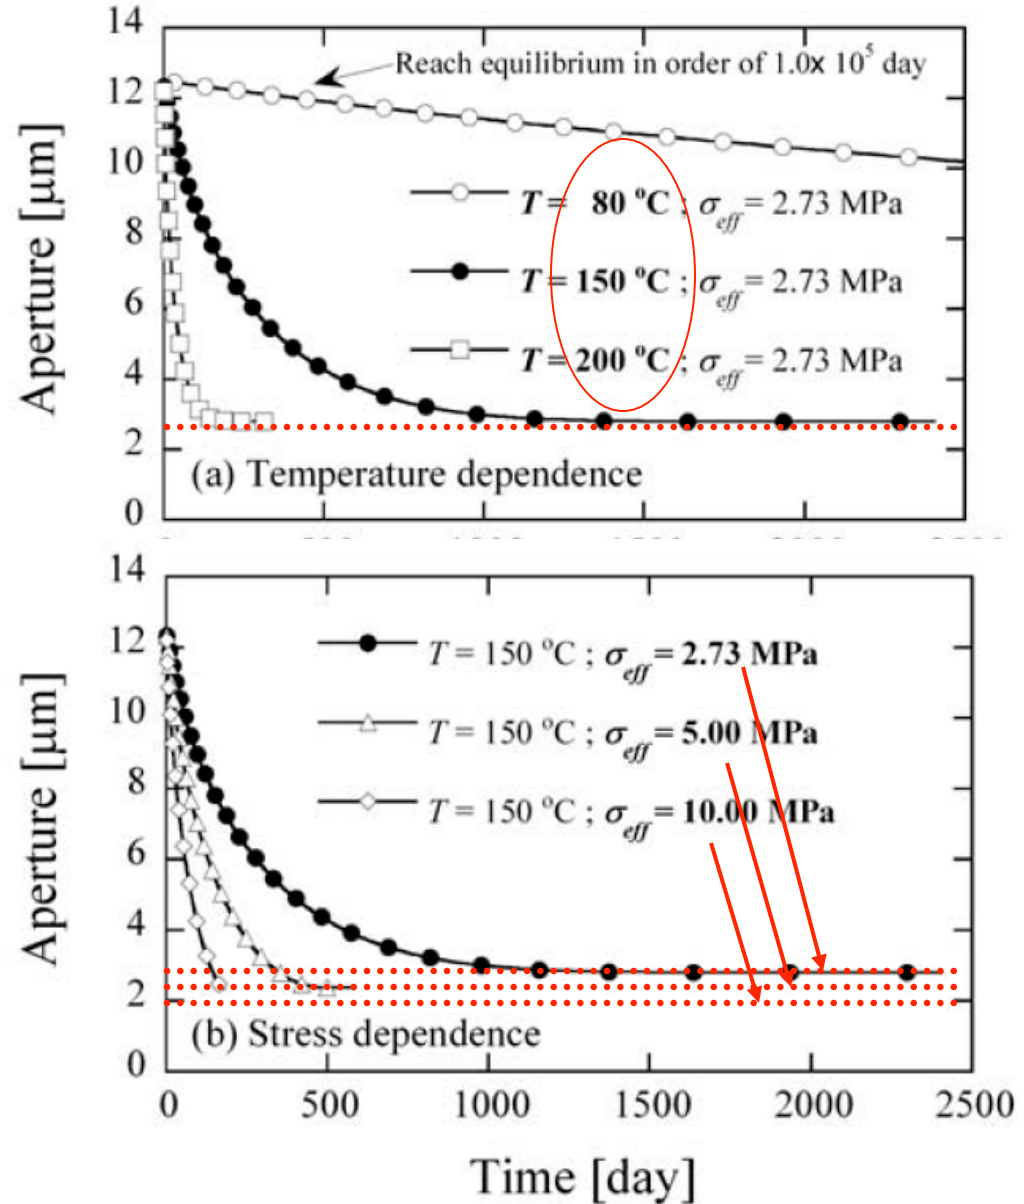 14
12
10
8
6
4
2
0
Aperture [µm]
Reach equilibrium in order of 1.0x 10⁵ day
T = 80 °C ; σeff = 2.73 MPa
T = 150 °C ; σeff = 2.73 MPa
T = 200 °C ; σeff = 2.73 MPa
(a) Temperature dependence
14
12
10
8
6
4
2
0
Aperture [µm]
T = 150 °C ; σeff = 2.73 MPa
T = 150 °C ; σeff = 5.00 MPa
T = 150 °C ; σeff = 10.00 MPa
(b) Stress dependence
0 500 1000 1500 2000 2500
Time [day]